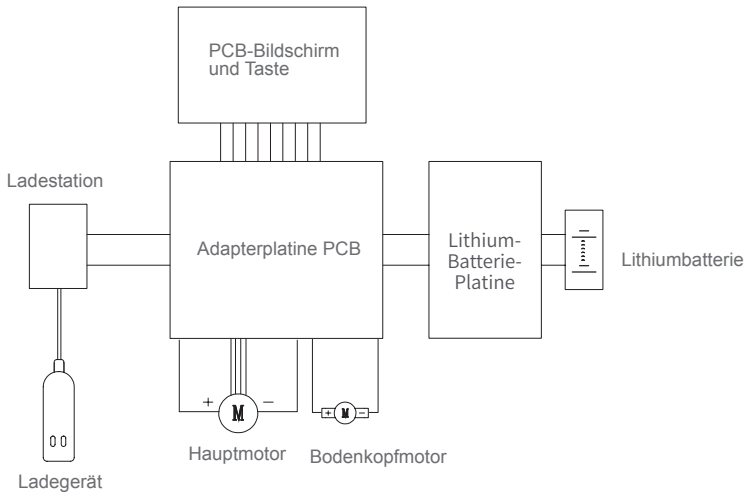 PCB-Bildschirm
und Taste
Ladestation
Adapterplatine PCB
Lithium-
Batterie-
Platine
Lithiumbatterie
+
M
−
+
M
−
Hauptmotor
Bodenkopfmotor
Ladegerät